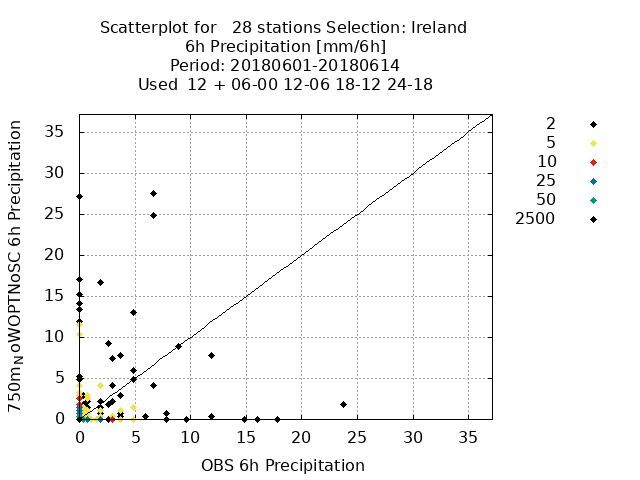 Scatterplot for   28 stations Selection: Ireland
6h Precipitation [mm/6h]
Period: 20180601-20180614
Used  12 + 06-00 12-06 18-12 24-18
2
5
10
25
50
2500
35
30
25
20
15
10
5
0
750m_NoWOPTNoSC 6h Precipitation
0 5 10 15 20 25 30 35
OBS 6h Precipitation